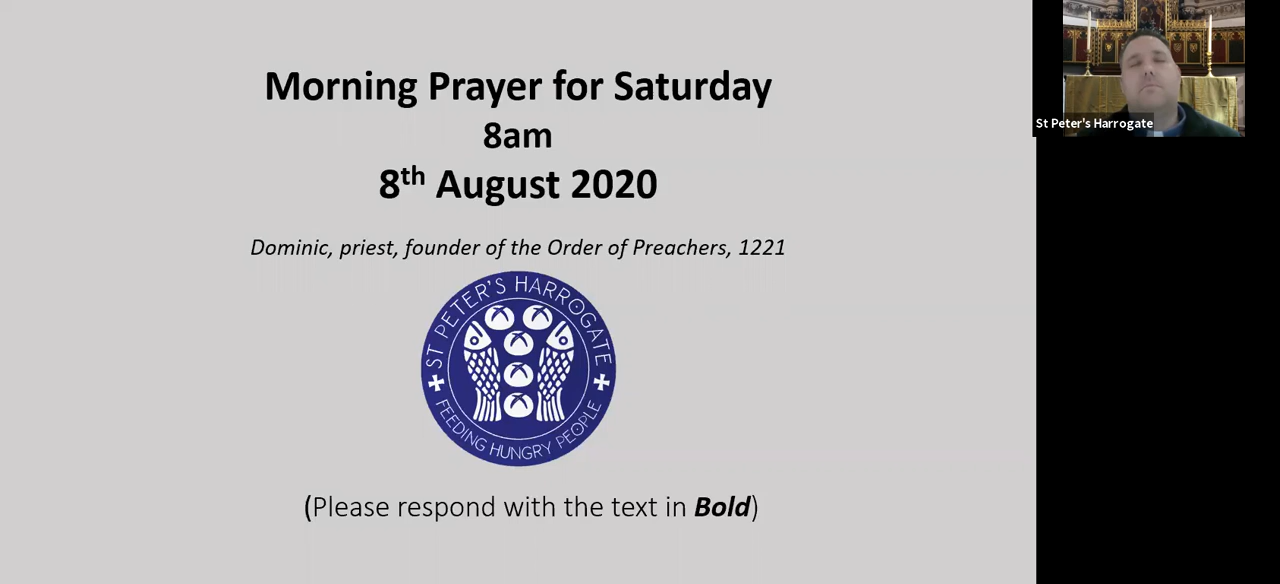 Morning Prayer for Saturday
8am
8th August 2020
Dominic, priest, founder of the Order of Preachers, 1221
ST PETER'S HARROGATE
FEEDING HUNGRY PEOPLE
(Please respond with the text in Bold)
St Peter's Harrogate